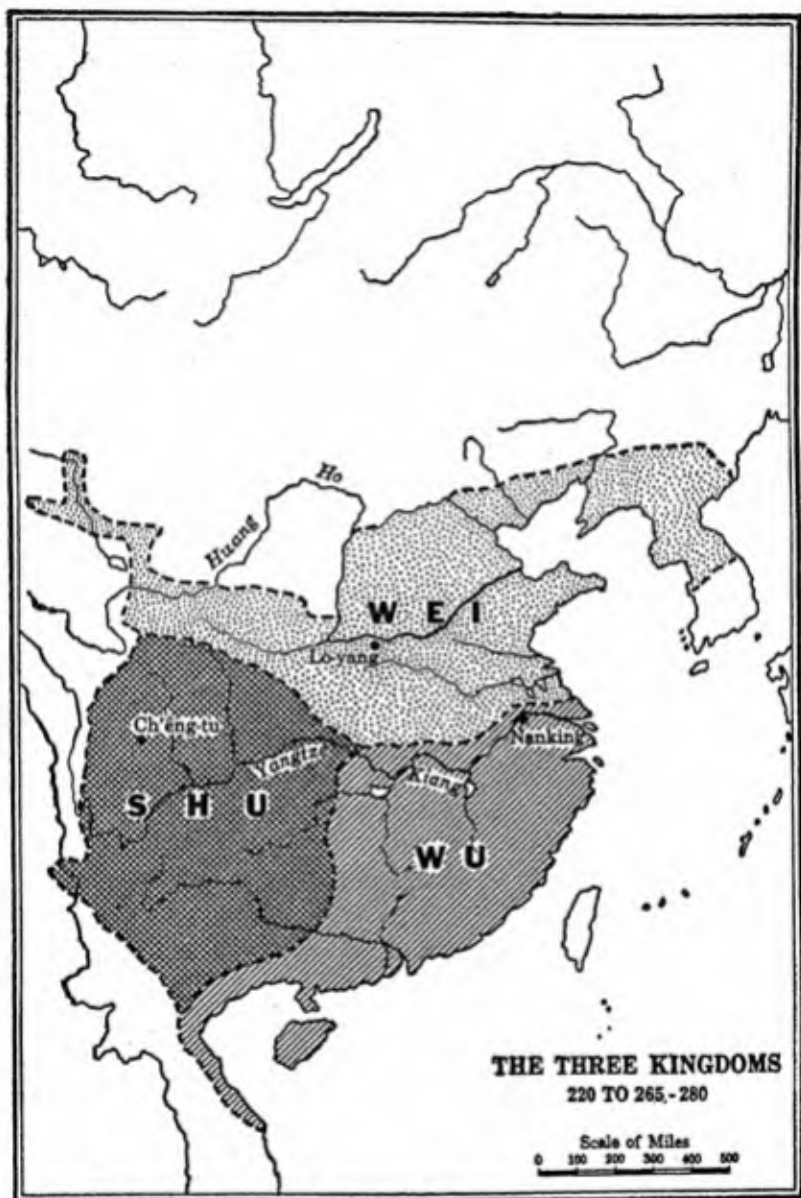 Ho
Huang
W E I
Lo-yang
Ch'êng-tu
Nanking
Yangtze
Kiang
S H U
W U
THE THREE KINGDOMS
220 TO 265,-280
Scale of Miles
0 100 200 300 400 500